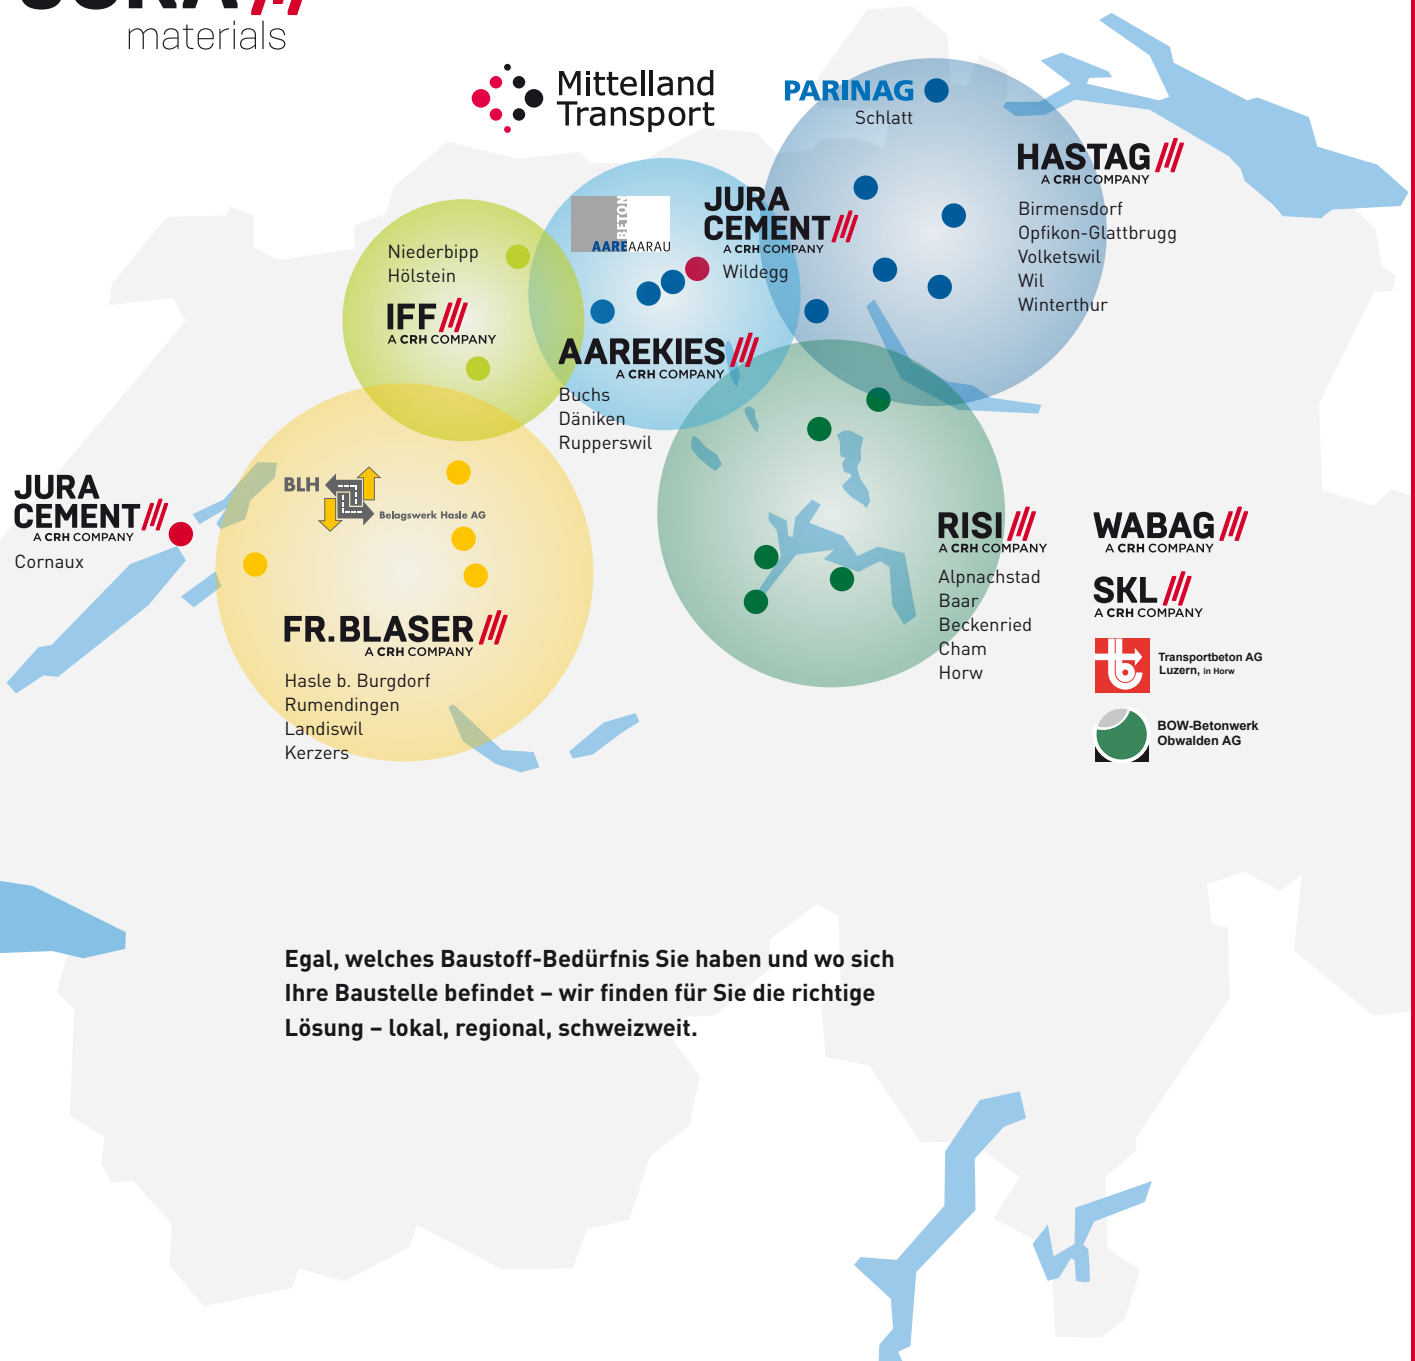 JURA
materials
Mittelland
Transport
PARINAG
Schlatt
HASTAG
A CRH COMPANY
Birmensdorf
Opfikon-Glattbrugg
Volketswil
Wil
Winterthur
BETON
AAREAARAU
JURA
CEMENT
A CRH COMPANY
Wildegg
Niederbipp
Hölstein
IFF
A CRH COMPANY
AAREKIES
A CRH COMPANY
Buchs
Däniken
Rupperswil
JURA
CEMENT
A CRH COMPANY
Cornaux
BLH
Belagswerk Hasle AG
FR.BLASER
A CRH COMPANY
Hasle b. Burgdorf
Rumendingen
Landiswil
Kerzers
RISI
A CRH COMPANY
Alpnachstad
Baar
Beckenried
Cham
Horw
WABAG
A CRH COMPANY
SKL
A CRH COMPANY
Transportbeton AG
Luzern, in Horw
BOW-Betonwerk
Obwalden AG
Egal, welches Baustoff-Bedürfnis Sie haben und wo sich
Ihre Baustelle befindet – wir finden für Sie die richtige
Lösung – lokal, regional, schweizweit.